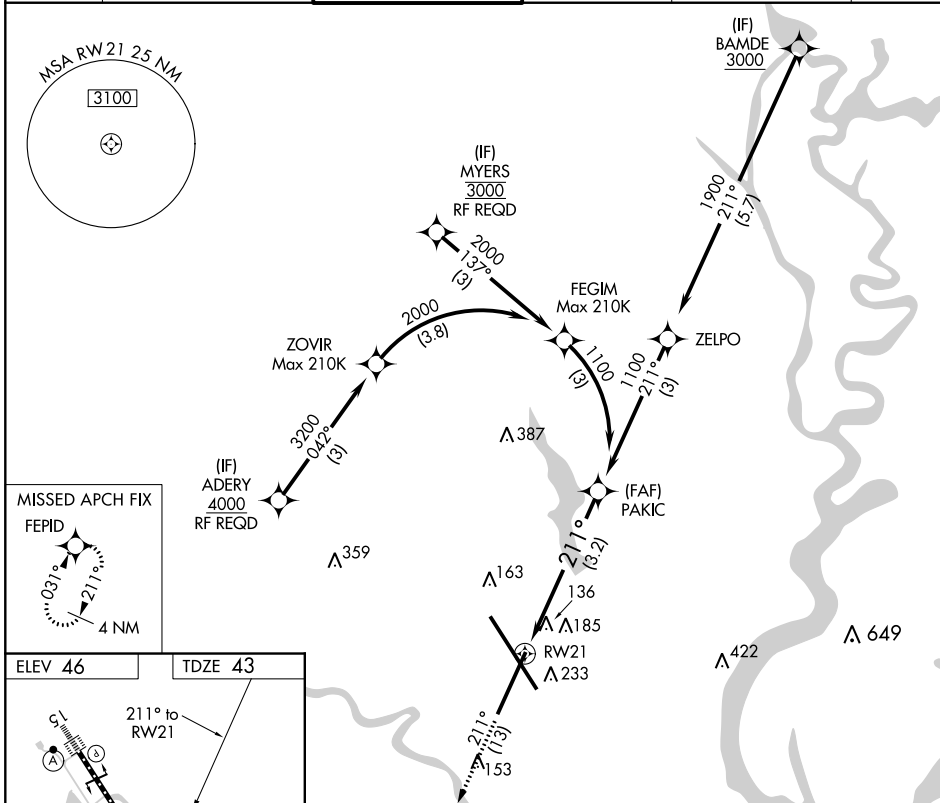 MSA RW21 25 NM
3100
(IF)
BAMDE
3000
1900
211°
(5.7)
(IF)
MYERS
3000
RF REQD
2000
137°
(3)
FEGIM
Max 210K
2000
(3.8)
ZOVIR
Max 210K
ZELPO
1100
(3)
1100
211°
(3)
3200
042°
(3)
387
(IF)
ADERY
4000
RF REQD
(FAF)
PAKIC
211°
(3.2)
MISSED APCH FIX
FEPID
031°
211°
4 NM
359
163
136
185
RW21
233
422
649
211°
(13)
153
ELEV 46
TDZE 43
211° to
RW21
15
A
P